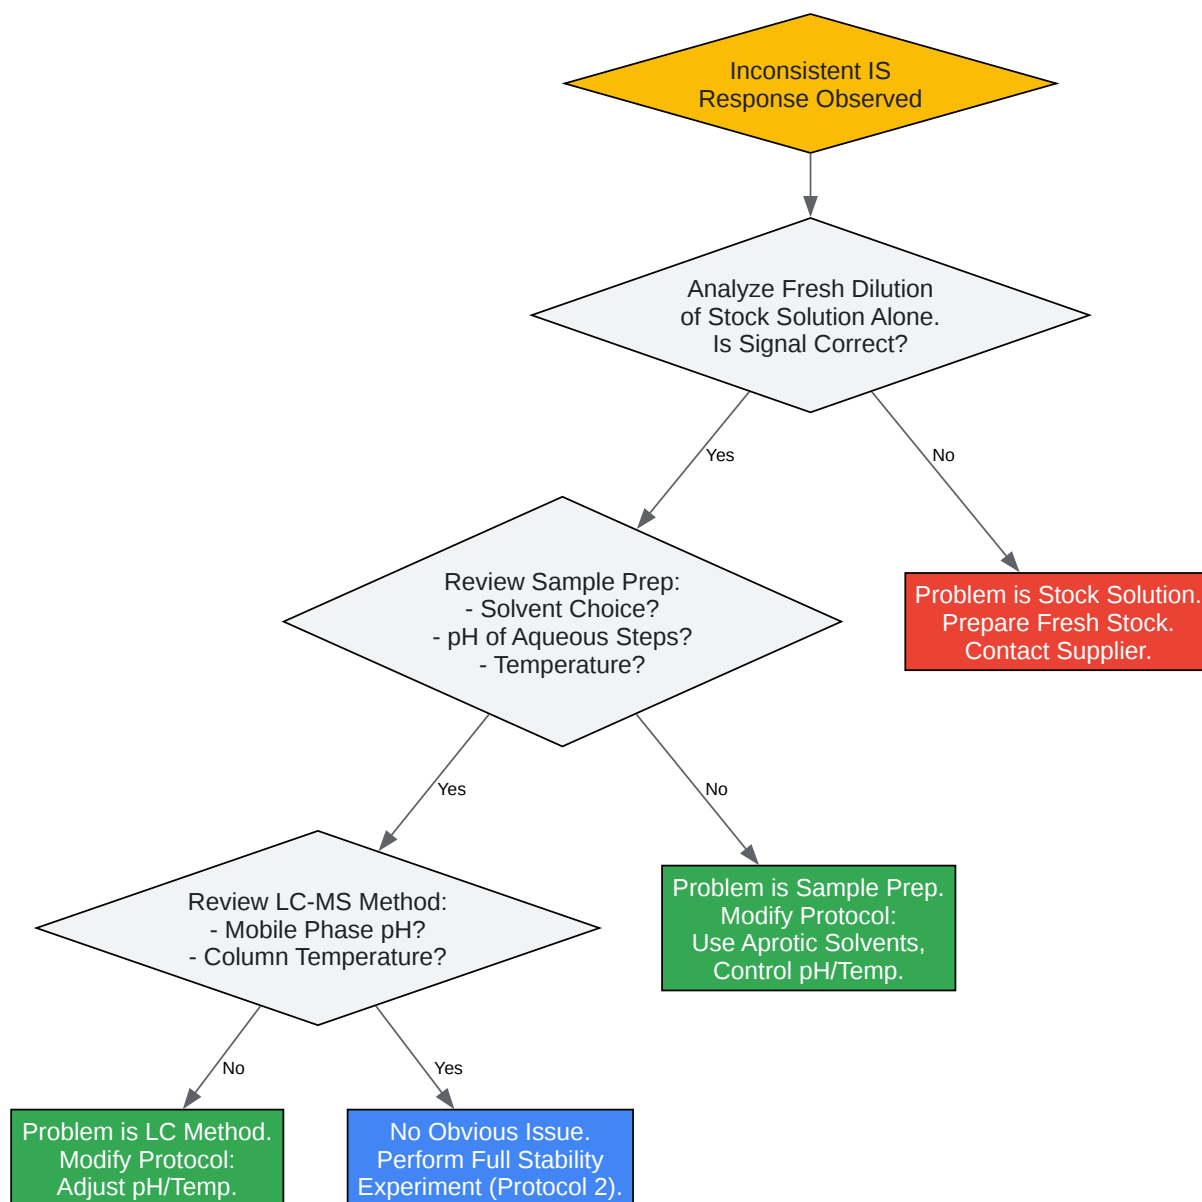 Inconsistent IS
Response Observed
Analyze Fresh Dilution
of Stock Solution Alone.
Is Signal Correct?
Yes
No
Review Sample Prep:
- Solvent Choice?
- pH of Aqueous Steps?
- Temperature?
Problem is Stock Solution.
Prepare Fresh Stock.
Contact Supplier.
Yes
No
Review LC-MS Method:
- Mobile Phase pH?
- Column Temperature?
Problem is Sample Prep.
Modify Protocol:
Use Aprotic Solvents,
Control pH/Temp.
No
Yes
Problem is LC Method.
Modify Protocol:
Adjust pH/Temp.
No Obvious Issue.
Perform Full Stability
Experiment (Protocol 2).